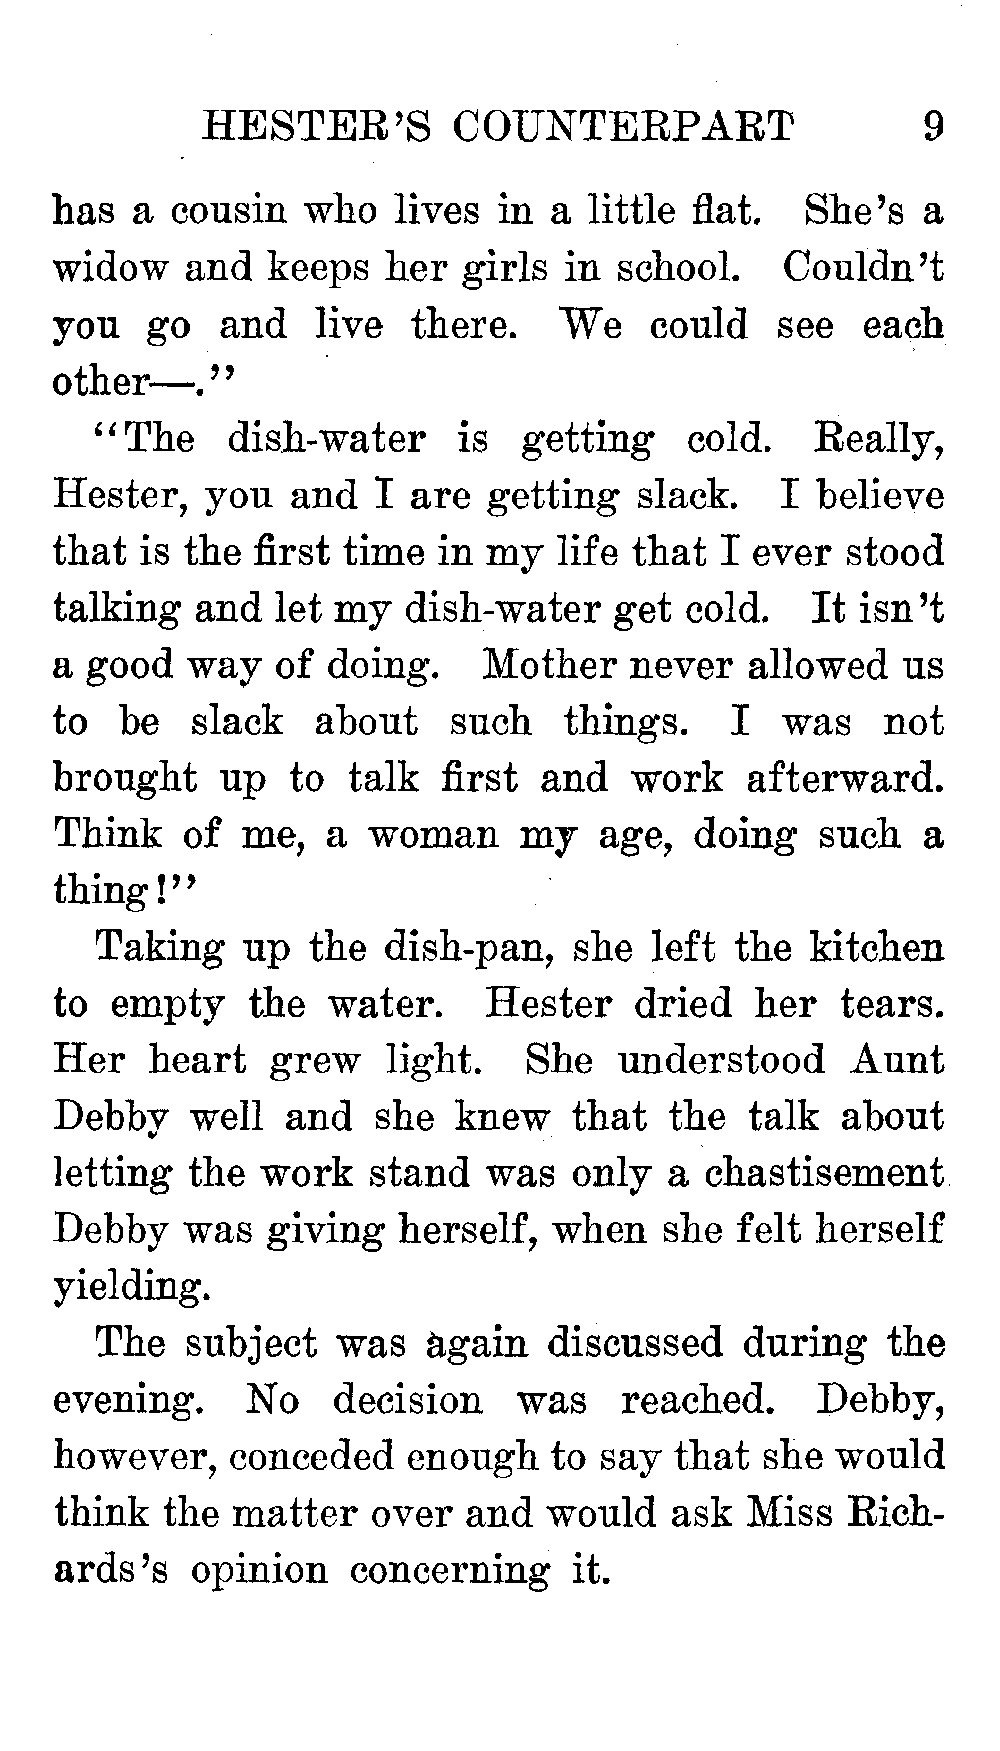 HESTER'S COUNTERPART 9
has a cousin who lives in a little flat. She's a
widow and keeps her girls in school. Couldn't
you go and live there. We could see each
other—."
"The dish-water is getting cold. Really,
Hester, you and I are getting slack. I believe
that is the first time in my life that I ever stood
talking and let my dish-water get cold. It isn't
a good way of doing. Mother never allowed us
to be slack about such things. I was not
brought up to talk first and work afterward.
Think of me, a woman my age, doing such a
thing!"
Taking up the dish-pan, she left the kitchen
to empty the water. Hester dried her tears.
Her heart grew light. She understood Aunt
Debby well and she knew that the talk about
letting the work stand was only a chastisement
Debby was giving herself, when she felt herself
yielding.
The subject was again discussed during the
evening. No decision was reached. Debby,
however, conceded enough to say that she would
think the matter over and would ask Miss Rich-
ards's opinion concerning it.